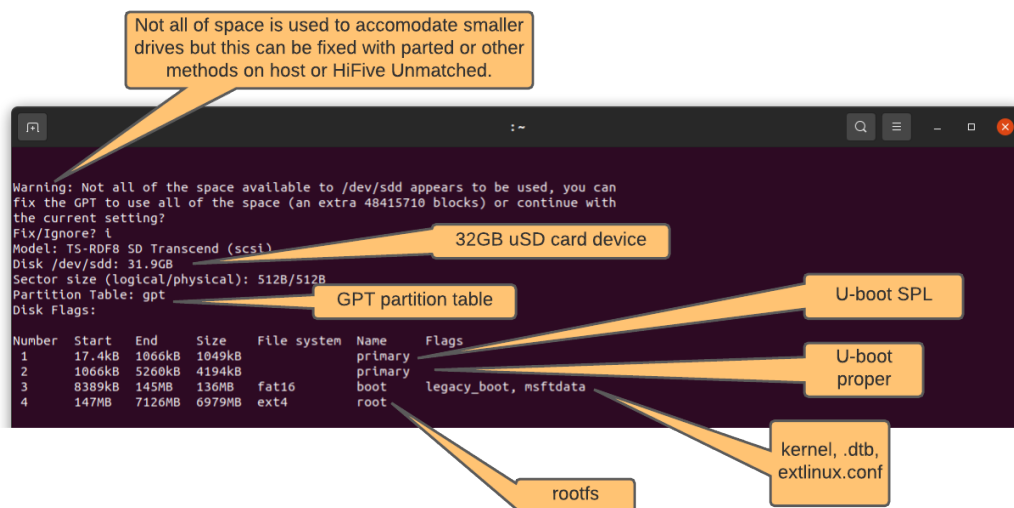 Not all of space is used to accomodate smaller
drives but this can be fixed with parted or other
methods on host or HiFive Unmatched.
:~
Warning: Not all of the space available to /dev/sdd appears to be used, you can
fix the GPT to use all of the space (an extra 48415710 blocks) or continue with
the current setting?
Fix/Ignore? i
Model: TS-RDF8 SD Transcend (scsi)
32GB uSD card device
Disk /dev/sdd: 31.9GB
Sector size (logical/physical): 512B/512B
Partition Table: gpt
GPT partition table
Disk Flags:
U-boot SPL
Number Start End Size File system Name Flags
1 17.4kB 1066kB 1049kB primary
2 1066kB 5260kB 4194kB primary
3 8389kB 145MB 136MB fat16 boot legacy_boot, msftdata
4 147MB 7126MB 6979MB ext4 root
U-boot
proper
kernel, .dtb,
extlinux.conf
rootfs